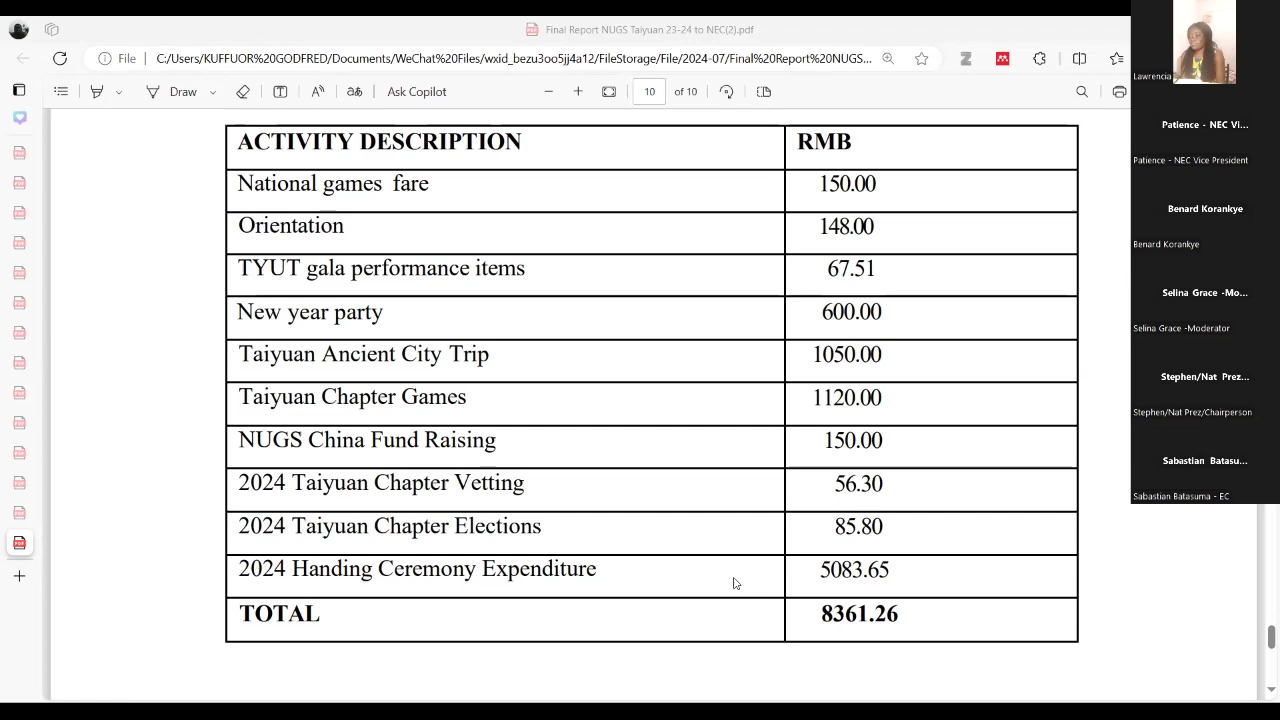 Final Report NUGS Taiyuan 23-24 to NEC(2).pdf
File C:/Users/KUFFUOR%20GODFRED/Documents/WeChat%20Files/wxid_bezu3oo5jj4a12/FileStorage/File/2024-07/Final%20Report%20NUGS...
Draw Ask Copilot 10 of 10
ACTIVITY DESCRIPTION RMB
National games fare 150.00
Orientation 148.00
TYUT gala performance items 67.51
New year party 600.00
Taiyuan Ancient City Trip 1050.00
Taiyuan Chapter Games 1120.00
NUGS China Fund Raising 150.00
2024 Taiyuan Chapter Vetting 56.30
2024 Taiyuan Chapter Elections 85.80
2024 Handing Ceremony Expenditure 5083.65
TOTAL 8361.26
Lawrencia
Patience - NEC Vi...
Patience - NEC Vice President
Benard Korankye
Benard Korankye
Selina Grace -Mo...
Selina Grace -Moderator
Stephen/Nat Prez...
Stephen/Nat Prez/Chairperson
Sabastian Batasu...
Sabastian Batasuma - EC